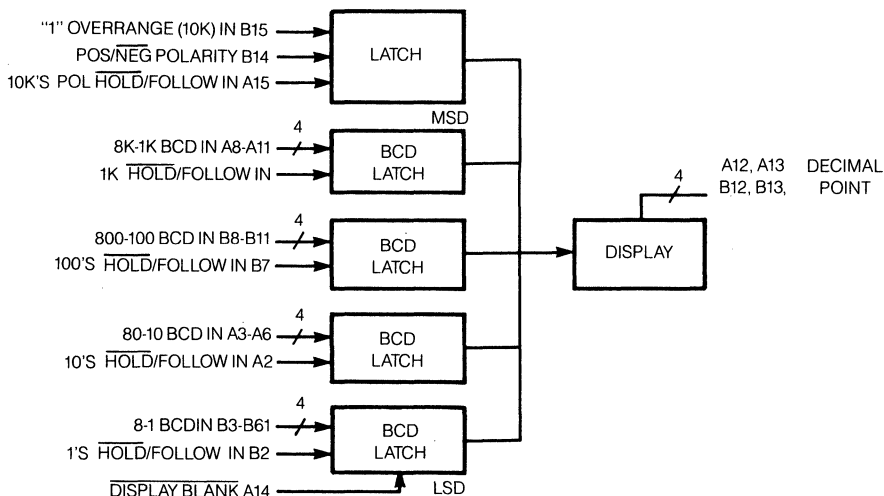 "1" OVERRANGE (10K) IN B15
POS/NEG POLARITY B14
10K'S POL HOLD/FOLLOW IN A15
LATCH
MSD
4
8K-1K BCD IN A8-A11
1K HOLD/FOLLOW IN
BCD
LATCH
4
A12, A13 DECIMAL
B12, B13, POINT
4
800-100 BCD IN B8-B11
100'S HOLD/FOLLOW IN B7
BCD
LATCH
DISPLAY
4
80-10 BCD IN A3-A6
10'S HOLD/FOLLOW IN A2
BCD
LATCH
4
8-1 BCDIN B3-B61
1'S HOLD/FOLLOW IN B2
BCD
LATCH
DISPLAY BLANK A14
LSD